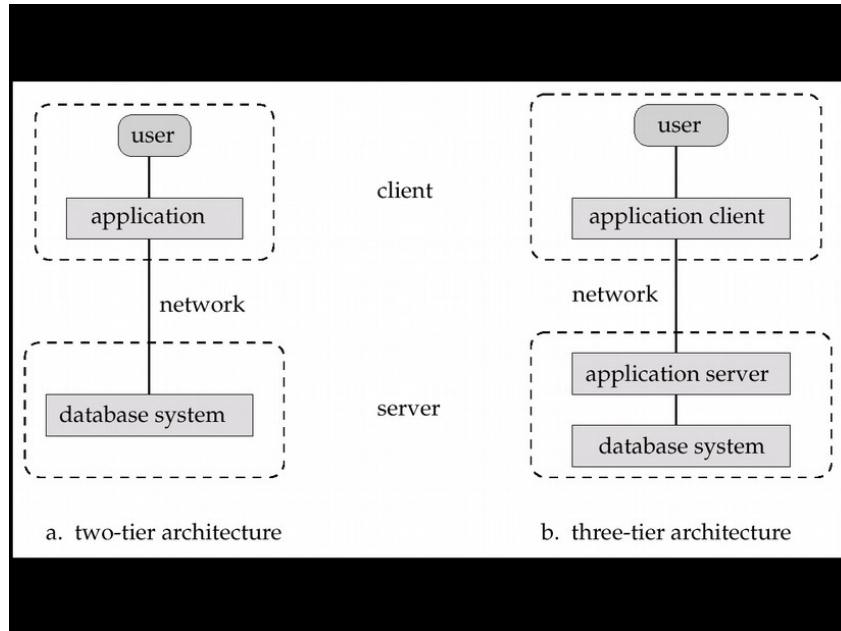 user
application
network
database system
a. two-tier architecture
client
server
user
application client
network
application server
database system
b. three-tier architecture